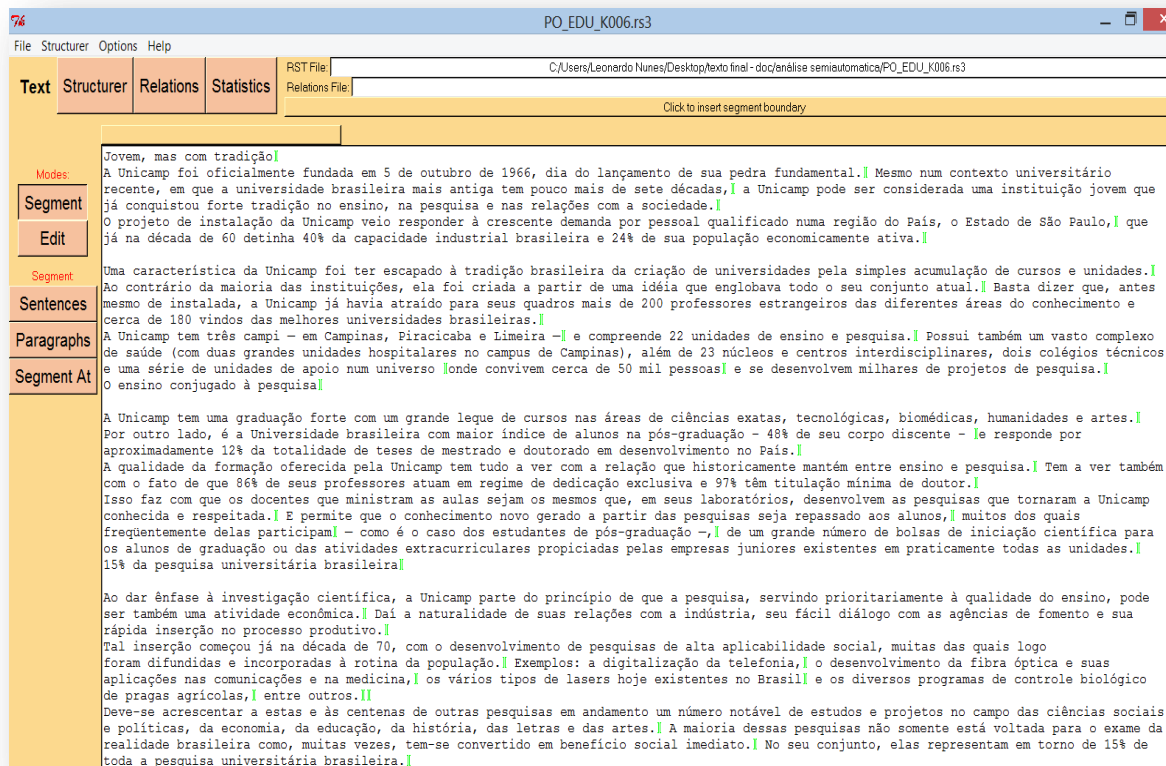 PO_EDU_K006.rs3
File Structurer Options Help
Text Structurer Relations Statistics
RST File: C:/Users/Leonardo Nunes/Desktop/texto final - doc/análise semiautomatica/PO_EDU_K006.rs3
Relations File:
Click to insert segment boundary
Modes:
Segment
Edit
Segment
Sentences
Paragraphs
Segment At
Jovem, mas com tradição
A Unicamp foi oficialmente fundada em 5 de outubro de 1966, dia do lançamento de sua pedra fundamental. Mesmo num contexto universitário
recente, em que a universidade brasileira mais antiga tem pouco mais de sete décadas, a Unicamp pode ser considerada uma instituição jovem que
já conquistou forte tradição no ensino, na pesquisa e nas relações com a sociedade.
O projeto de instalação da Unicamp veio responder à crescente demanda por pessoal qualificado numa região do País, o Estado de São Paulo, que
já na década de 60 detinha 40% da capacidade industrial brasileira e 24% de sua população economicamente ativa.
Uma característica da Unicamp foi ter escapado à tradição brasileira da criação de universidades pela simples acumulação de cursos e unidades.
Ao contrário da maioria das instituições, ela foi criada a partir de uma idéia que englobava todo o seu conjunto atual. Basta dizer que, antes
mesmo de instalada, a Unicamp já havia atraído para seus quadros mais de 200 professores estrangeiros das diferentes áreas do conhecimento e
cerca de 180 vindos das melhores universidades brasileiras.
A Unicamp tem três campi — em Campinas, Piracicaba e Limeira — e compreende 22 unidades de ensino e pesquisa. Possui também um vasto complexo
de saúde (com duas grandes unidades hospitalares no campus de Campinas), além de 23 núcleos e centros interdisciplinares, dois colégios técnicos
e uma série de unidades de apoio num universo onde convivem cerca de 50 mil pessoas e se desenvolvem milhares de projetos de pesquisa.
O ensino conjugado à pesquisa
A Unicamp tem uma graduação forte com um grande leque de cursos nas áreas de ciências exatas, tecnológicas, biomédicas, humanidades e artes.
Por outro lado, é a Universidade brasileira com maior índice de alunos na pós-graduação – 48% de seu corpo discente – e responde por
aproximadamente 12% da totalidade de teses de mestrado e doutorado em desenvolvimento no País.
A qualidade da formação oferecida pela Unicamp tem tudo a ver com a relação que historicamente mantém entre ensino e pesquisa. Tem a ver também
com o fato de que 86% de seus professores atuam em regime de dedicação exclusiva e 97% têm titulação mínima de doutor.
Isso faz com que os docentes que ministram as aulas sejam os mesmos que, em seus laboratórios, desenvolvem as pesquisas que tornaram a Unicamp
conhecida e respeitada. E permite que o conhecimento novo gerado a partir das pesquisas seja repassado aos alunos, muitos dos quais
freqüentemente delas participam — como é o caso dos estudantes de pós-graduação —, de um grande número de bolsas de iniciação científica para
os alunos de graduação ou das atividades extracurriculares propiciadas pelas empresas juniores existentes em praticamente todas as unidades.
15% da pesquisa universitária brasileira
Ao dar ênfase à investigação científica, a Unicamp parte do princípio de que a pesquisa, servindo prioritariamente à qualidade do ensino, pode
ser também uma atividade econômica. Daí a naturalidade de suas relações com a indústria, seu fácil diálogo com as agências de fomento e sua
rápida inserção no processo produtivo.
Tal inserção começou já na década de 70, com o desenvolvimento de pesquisas de alta aplicabilidade social, muitas das quais logo
foram difundidas e incorporadas à rotina da população. Exemplos: a digitalização da telefonia, o desenvolvimento da fibra óptica e suas
aplicações nas comunicações e na medicina, os vários tipos de lasers hoje existentes no Brasil e os diversos programas de controle biológico
de pragas agrícolas, entre outros.
Deve-se acrescentar a estas e às centenas de outras pesquisas em andamento um número notável de estudos e projetos no campo das ciências sociais
e políticas, da economia, da educação, da história, das letras e das artes. A maioria dessas pesquisas não somente está voltada para o exame da
realidade brasileira como, muitas vezes, tem-se convertido em benefício social imediato. No seu conjunto, elas representam em torno de 15% de
toda a pesquisa universitária brasileira.